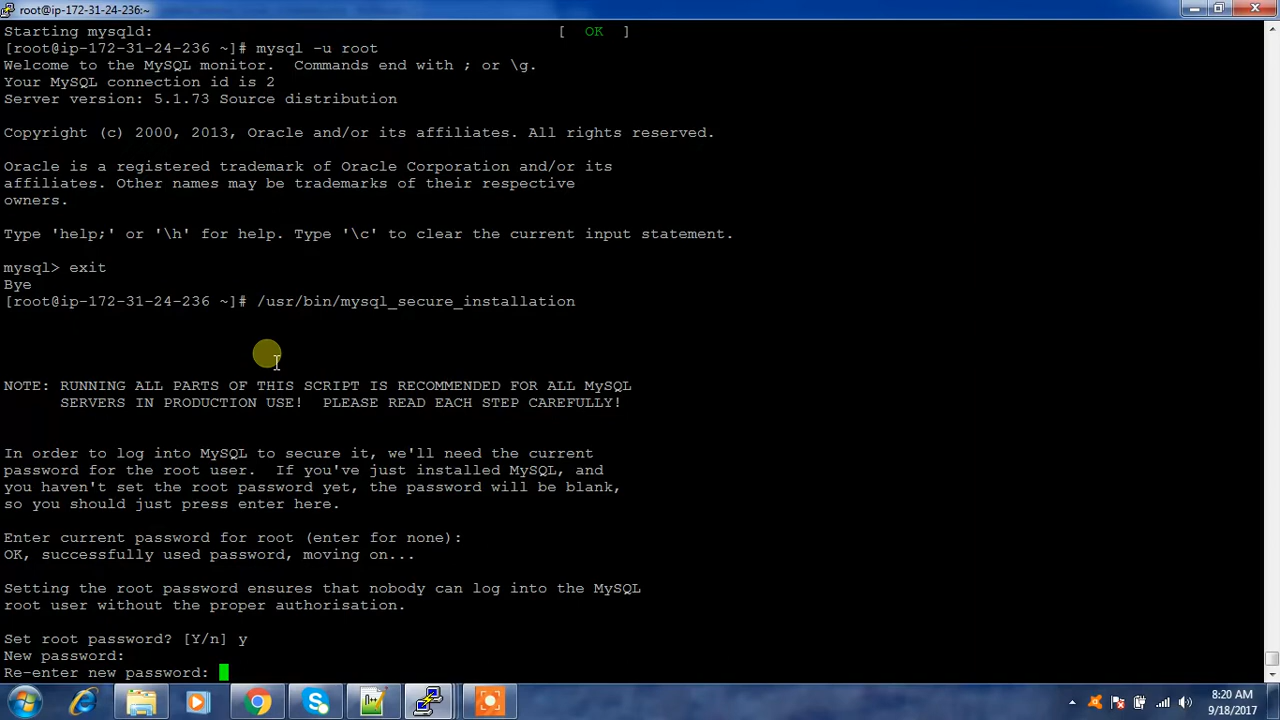 root@ip-172-31-24-236:~
Starting mysqld:                                           [  OK  ]
[root@ip-172-31-24-236 ~]# mysql -u root
Welcome to the MySQL monitor.  Commands end with ; or \g.
Your MySQL connection id is 2
Server version: 5.1.73 Source distribution
Copyright (c) 2000, 2013, Oracle and/or its affiliates. All rights reserved.
Oracle is a registered trademark of Oracle Corporation and/or its
affiliates. Other names may be trademarks of their respective
owners.
Type 'help;' or '\h' for help. Type '\c' to clear the current input statement.
mysql> exit
Bye
[root@ip-172-31-24-236 ~]# /usr/bin/mysql_secure_installation
NOTE: RUNNING ALL PARTS OF THIS SCRIPT IS RECOMMENDED FOR ALL MySQL
      SERVERS IN PRODUCTION USE!  PLEASE READ EACH STEP CAREFULLY!
In order to log into MySQL to secure it, we'll need the current
password for the root user.  If you've just installed MySQL, and
you haven't set the root password yet, the password will be blank,
so you should just press enter here.
Enter current password for root (enter for none):
OK, successfully used password, moving on...
Setting the root password ensures that nobody can log into the MySQL
root user without the proper authorisation.
Set root password? [Y/n] y
New password:
Re-enter new password:
8:20 AM
9/18/2017